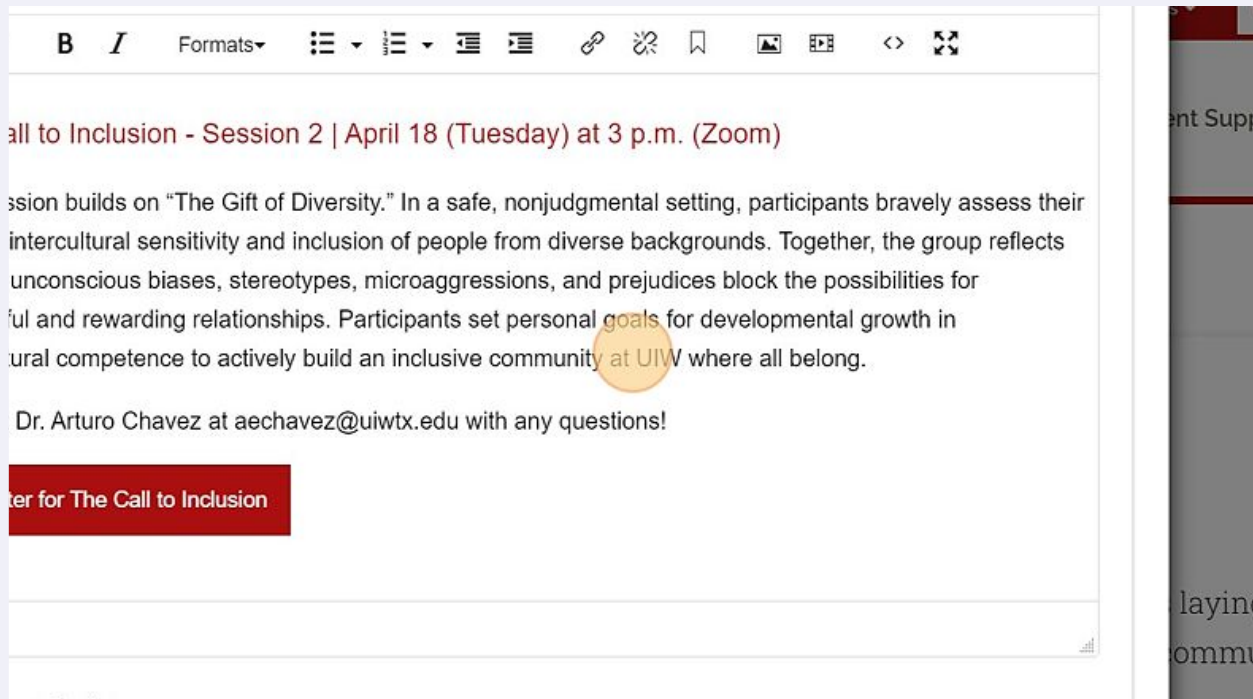 B I Formats
all to Inclusion - Session 2 | April 18 (Tuesday) at 3 p.m. (Zoom)
ssion builds on “The Gift of Diversity.” In a safe, nonjudgmental setting, participants bravely assess their
intercultural sensitivity and inclusion of people from diverse backgrounds. Together, the group reflects
unconscious biases, stereotypes, microaggressions, and prejudices block the possibilities for
ful and rewarding relationships. Participants set personal goals for developmental growth in
ural competence to actively build an inclusive community at UIW where all belong.
Dr. Arturo Chavez at aechavez@uiwtx.edu with any questions!
ter for The Call to Inclusion
ent Supp
laying
commu